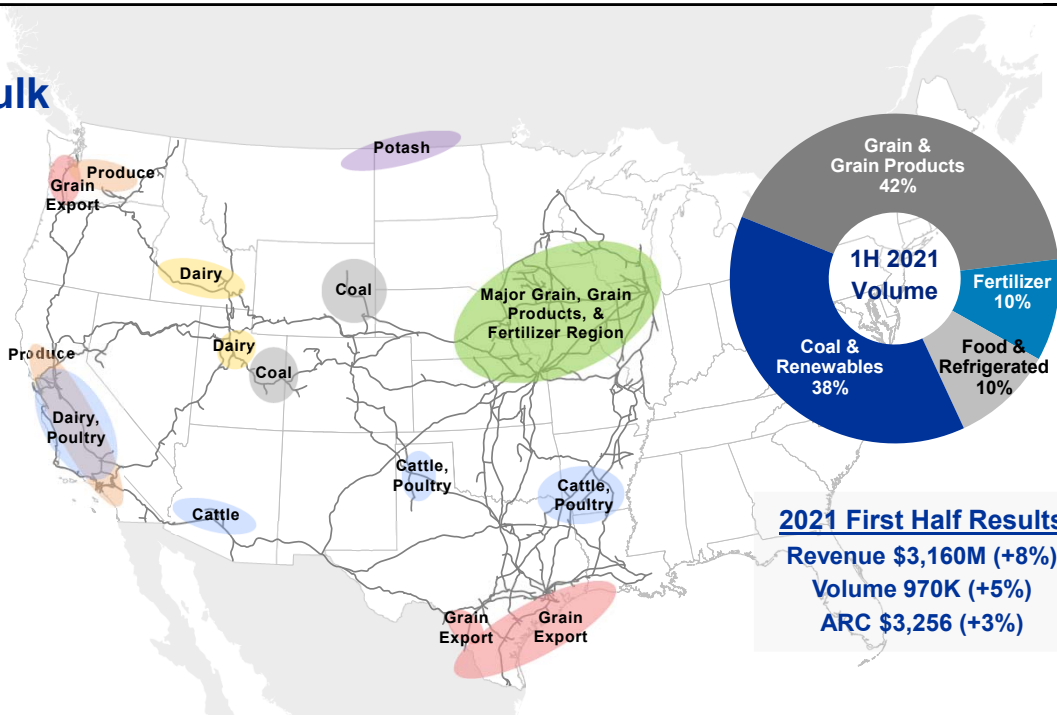 ulk
Potash
Produce
Grain
Export
Dairy
Coal
Major Grain, Grain
Products, &
Fertilizer Region
Dairy
Coal
Produce
Dairy,
Poultry
Cattle,
Poultry
Cattle,
Poultry
Cattle
Grain
Export
Grain
Export
Grain &
Grain Products
42%
1H 2021
Volume
Fertilizer
10%
Coal &
Renewables
38%
Food &
Refrigerated
10%
2021 First Half Results
Revenue $3,160M (+8%)
Volume 970K (+5%)
ARC $3,256 (+3%)